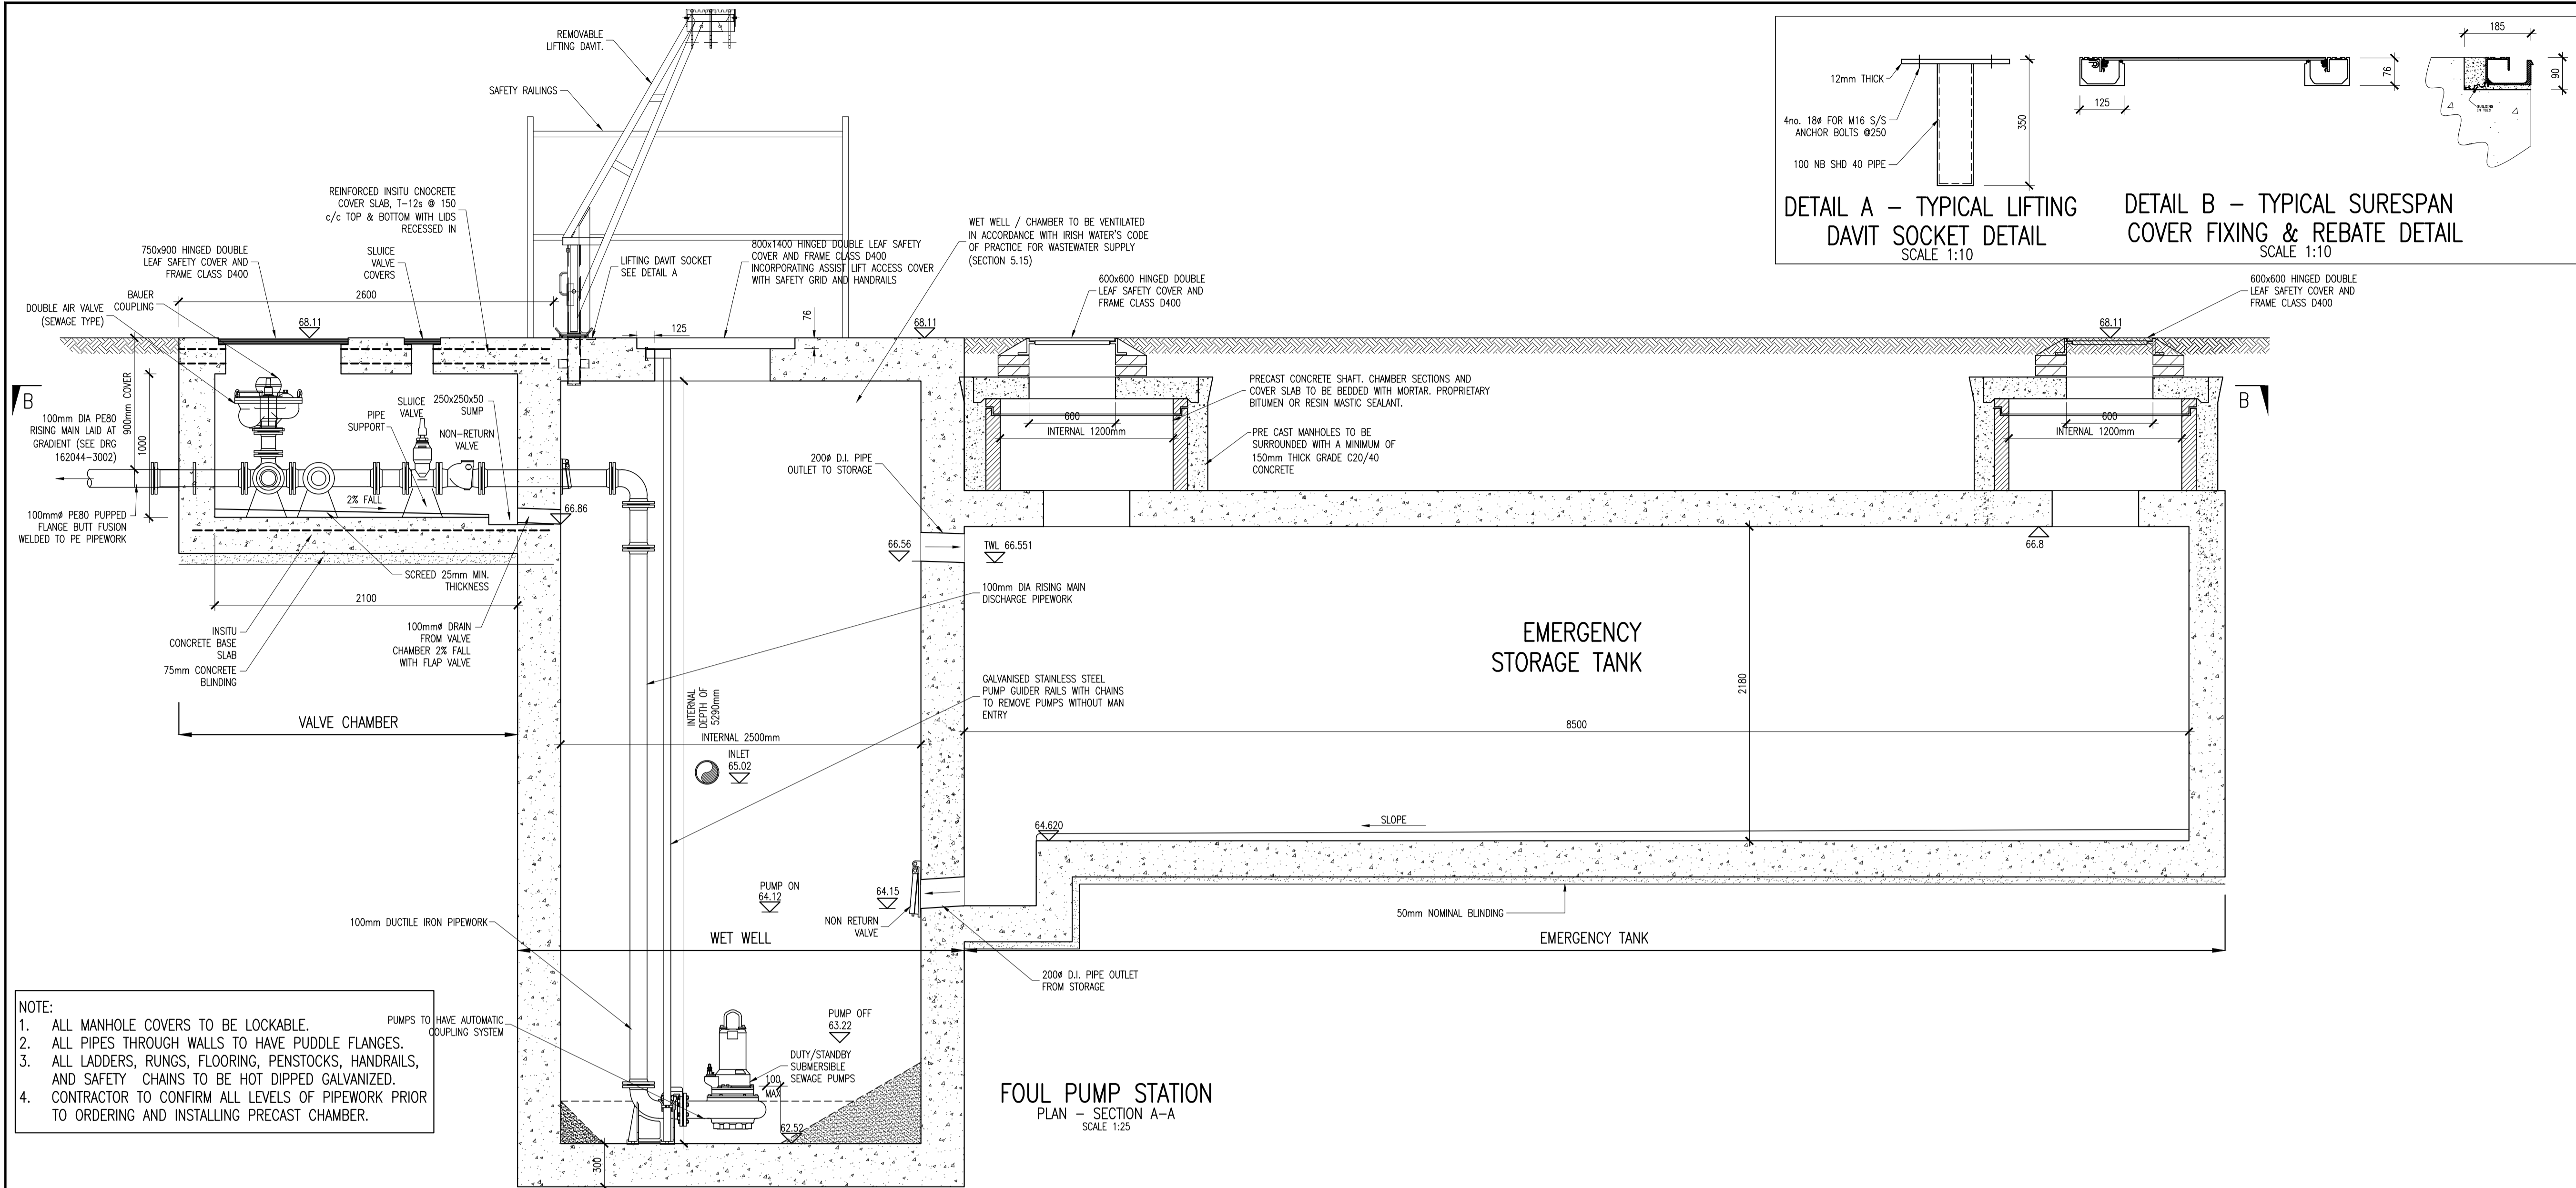 REMOVABLE
LIFTING DAVIT.
SAFETY RAILINGS
REINFORCED INSITU CNOCRETE
COVER SLAB, T-12s @ 150
c/c TOP & BOTTOM WITH LIDS
RECESSED IN
750x900 HINGED DOUBLE
LEAF SAFETY COVER AND
FRAME CLASS D400
SLUICE
VALVE
COVERS
BAUER
COUPLING
DOUBLE AIR VALVE
(SEWAGE TYPE)
2600
68.11
LIFTING DAVIT SOCKET
SEE DETAIL A
800x1400 HINGED DOUBLE LEAF SAFETY
COVER AND FRAME CLASS D400
INCORPORATING ASSIST LIFT ACCESS COVER
WITH SAFETY GRID AND HANDRAILS
WET WELL / CHAMBER TO BE VENTILATED
IN ACCORDANCE WITH IRISH WATER'S CODE
OF PRACTICE FOR WASTEWATER SUPPLY
(SECTION 5.15)
125
76
68.11
600x600 HINGED DOUBLE
LEAF SAFETY COVER AND
FRAME CLASS D400
600x600 HINGED DOUBLE
LEAF SAFETY COVER AND
FRAME CLASS D400
68.11
12mm THICK
4no. 18ø FOR M16 S/S
ANCHOR BOLTS @250
100 NB SHD 40 PIPE
350
DETAIL A - TYPICAL LIFTING
DAVIT SOCKET DETAIL
SCALE 1:10
125
76
185
90
BUILDING
IN TIES
DETAIL B - TYPICAL SURESPAN
COVER FIXING & REBATE DETAIL
SCALE 1:10
B
B
100mm DIA PE80
RISING MAIN LAID AT
GRADIENT (SEE DRG
162044-3002)
900mm COVER
1000
PIPE
SUPPORT
SLUICE
VALVE
250x250x50
SUMP
NON-RETURN
VALVE
2% FALL
66.86
100mmø PE80 PUPPED
FLANGE BUTT FUSION
WELDED TO PE PIPEWORK
SCREED 25mm MIN.
THICKNESS
2100
INSITU
CONCRETE BASE
SLAB
75mm CONCRETE
BLINDING
100mmø DRAIN
FROM VALVE
CHAMBER 2% FALL
WITH FLAP VALVE
VALVE CHAMBER
200ø D.I. PIPE
OUTLET TO STORAGE
66.56
TWL 66.551
100mm DIA RISING MAIN
DISCHARGE PIPEWORK
PRECAST CONCRETE SHAFT. CHAMBER SECTIONS AND
COVER SLAB TO BE BEDDED WITH MORTAR. PROPRIETARY
BITUMEN OR RESIN MASTIC SEALANT.
PRE CAST MANHOLES TO BE
SURROUNDED WITH A MINIMUM OF
150mm THICK GRADE C20/40
CONCRETE
600
INTERNAL 1200mm
600
INTERNAL 1200mm
66.8
EMERGENCY
STORAGE TANK
2180
8500
GALVANISED STAINLESS STEEL
PUMP GUIDER RAILS WITH CHAINS
TO REMOVE PUMPS WITHOUT MAN
ENTRY
INTERNAL
DEPTH OF
5290mm
INTERNAL 2500mm
INLET
65.02
64.620
SLOPE
PUMP ON
64.12
64.15
NON RETURN
VALVE
100mm DUCTILE IRON PIPEWORK
WET WELL
50mm NOMINAL BLINDING
EMERGENCY TANK
200ø D.I. PIPE OUTLET
FROM STORAGE
PUMPS TO HAVE AUTOMATIC
COUPLING SYSTEM
PUMP OFF
63.22
DUTY/STANDBY
SUBMERSIBLE
SEWAGE PUMPS
100
MAX
62.52
300
NOTE:
1. ALL MANHOLE COVERS TO BE LOCKABLE.
2. ALL PIPES THROUGH WALLS TO HAVE PUDDLE FLANGES.
3. ALL LADDERS, RUNGS, FLOORING, PENSTOCKS, HANDRAILS,
AND SAFETY CHAINS TO BE HOT DIPPED GALVANIZED.
4. CONTRACTOR TO CONFIRM ALL LEVELS OF PIPEWORK PRIOR
TO ORDERING AND INSTALLING PRECAST CHAMBER.
FOUL PUMP STATION
PLAN - SECTION A-A
SCALE 1:25